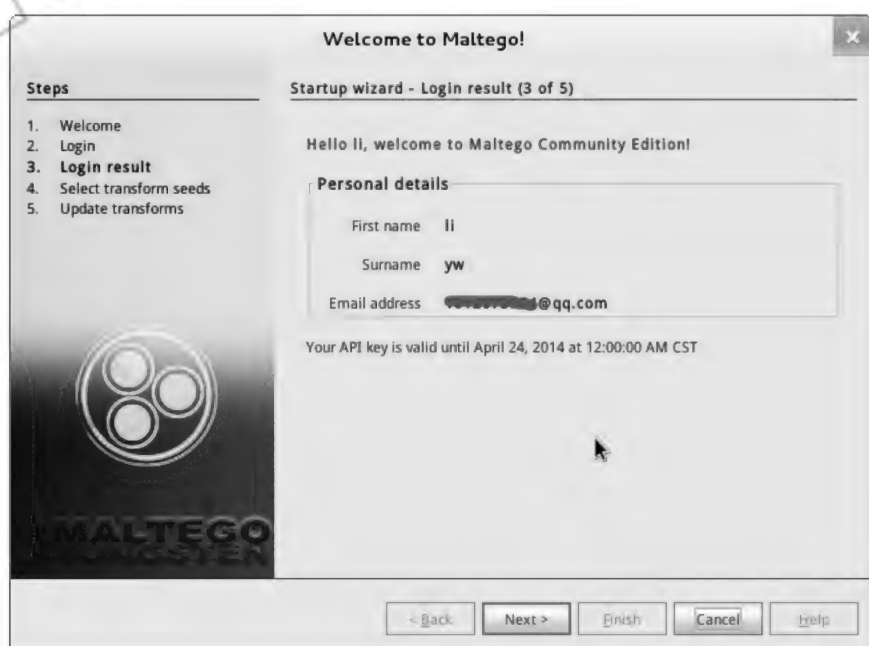 Welcome to Maltego!
Steps
1. Welcome
2. Login
3. Login result
4. Select transform seeds
5. Update transforms
Startup wizard - Login result (3 of 5)
Hello li, welcome to Maltego Community Edition!
Personal details
First name li
Surname yw
Email address @qq.com
Your API key is valid until April 24, 2014 at 12:00:00 AM CST
MALTEGO
TUNGSTEN
< Back
Next >
Finish
Cancel
Help